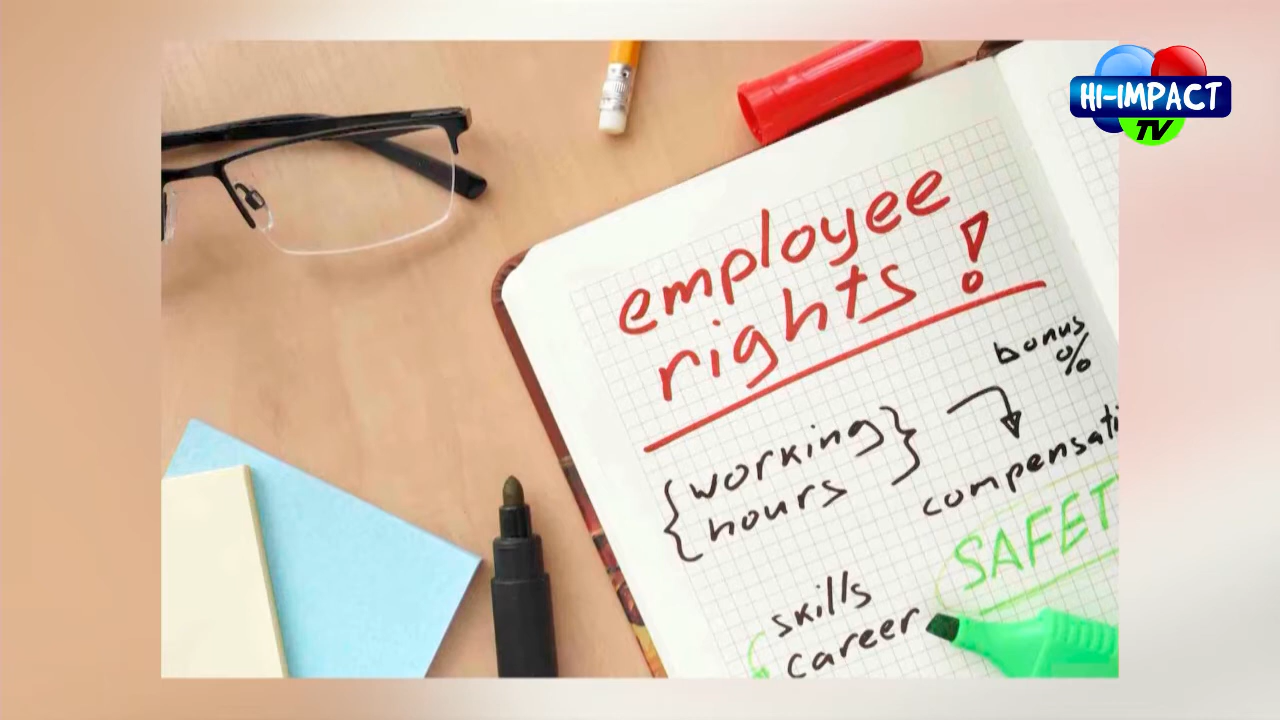 HI-IMPACT
TV
employee
rights!
bonus
%
{working
hours}
compensati
SAFET
skills
career